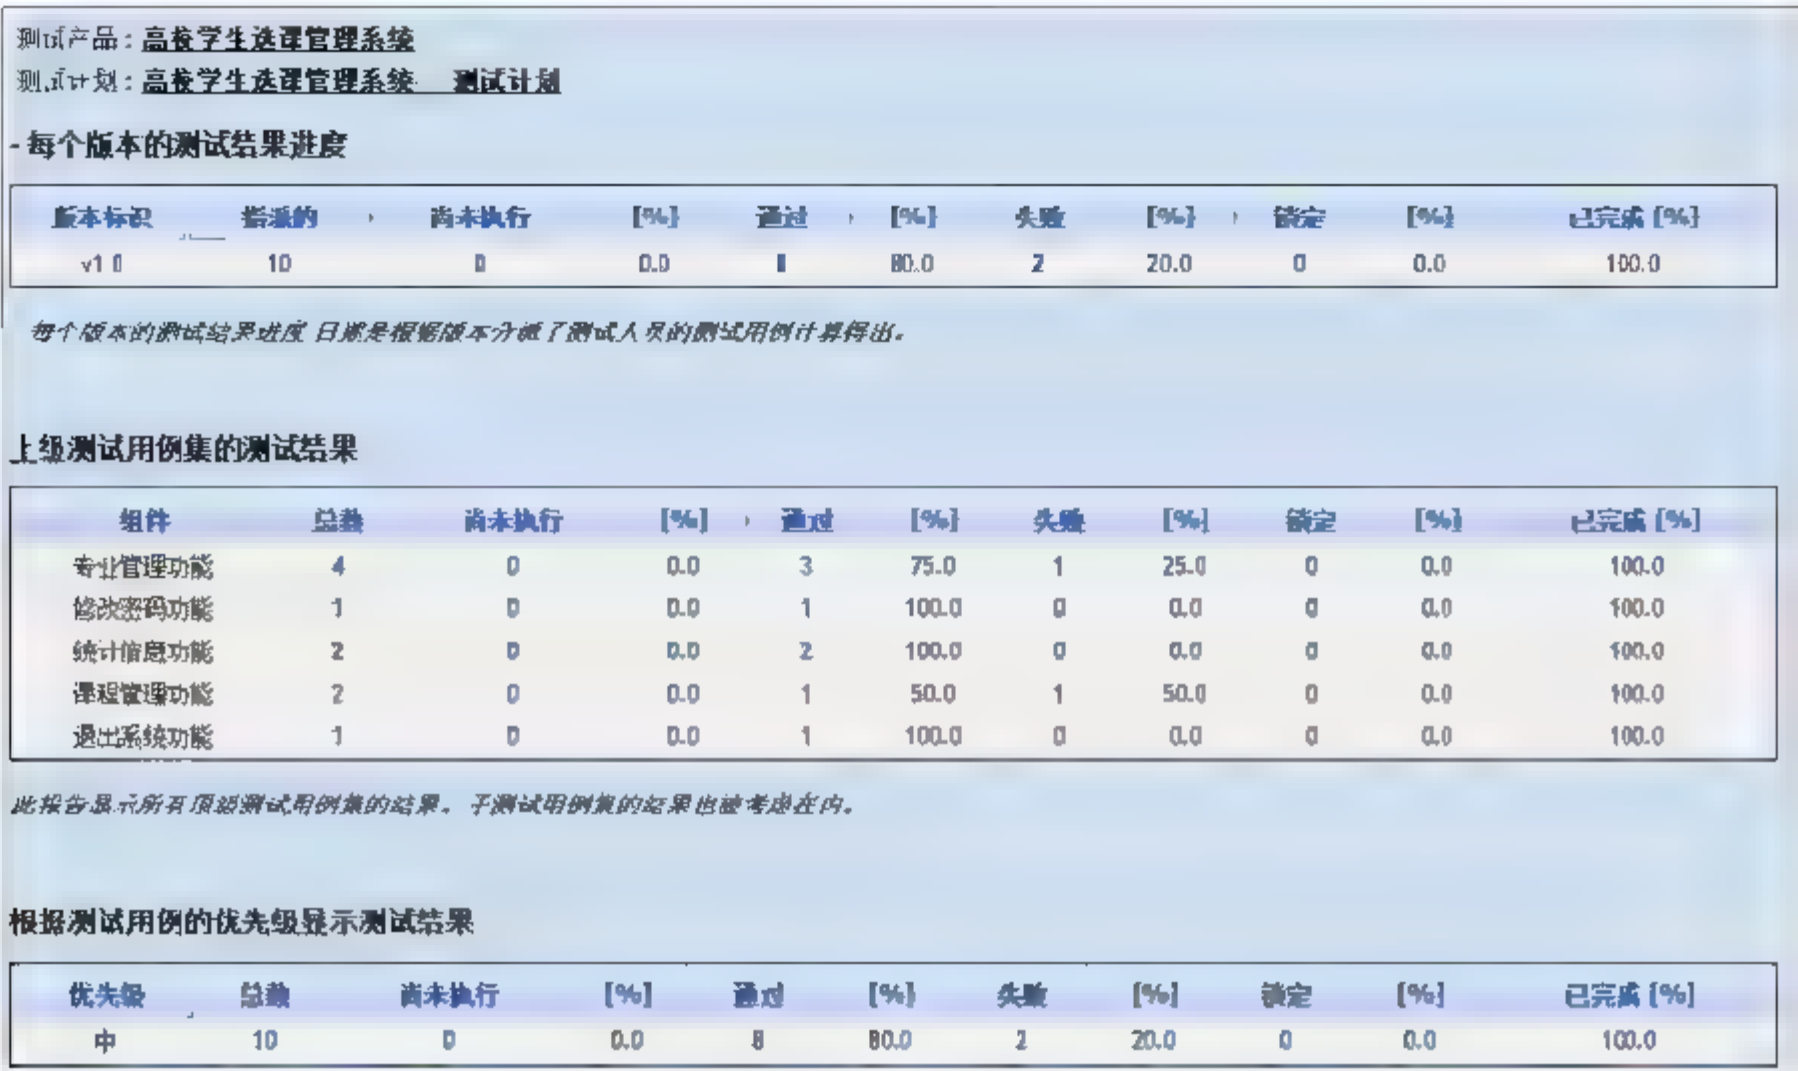 测试产品：高校学生选课管理系统
测试计划：高校学生选课管理系统 测试计划
- 每个版本的测试结果进度
版本标识 指派的 尚未执行 [%] 通过 [%] 失败 [%] 锁定 [%] 已完成 [%]
v1.0 10 0 0.0 8 80.0 2 20.0 0 0.0 100.0
每个版本的测试结果进度 日期是根据版本分派了测试人员的测试用例计算得出。
上级测试用例集的测试结果
组件 总数 尚未执行 [%] 通过 [%] 失败 [%] 锁定 [%] 已完成 [%]
专业管理功能 4 0 0.0 3 75.0 1 25.0 0 0.0 100.0
修改密码功能 1 0 0.0 1 100.0 0 0.0 0 0.0 100.0
统计信息功能 2 0 0.0 2 100.0 0 0.0 0 0.0 100.0
课程管理功能 2 0 0.0 1 50.0 1 50.0 0 0.0 100.0
退出系统功能 1 0 0.0 1 100.0 0 0.0 0 0.0 100.0
此报告显示所有顶级测试用例集的结果。子测试用例集的结果也被考虑在内。
根据测试用例的优先级显示测试结果
优先级 总数 尚未执行 [%] 通过 [%] 失败 [%] 锁定 [%] 已完成 [%]
中 10 0 0.0 8 80.0 2 20.0 0 0.0 100.0